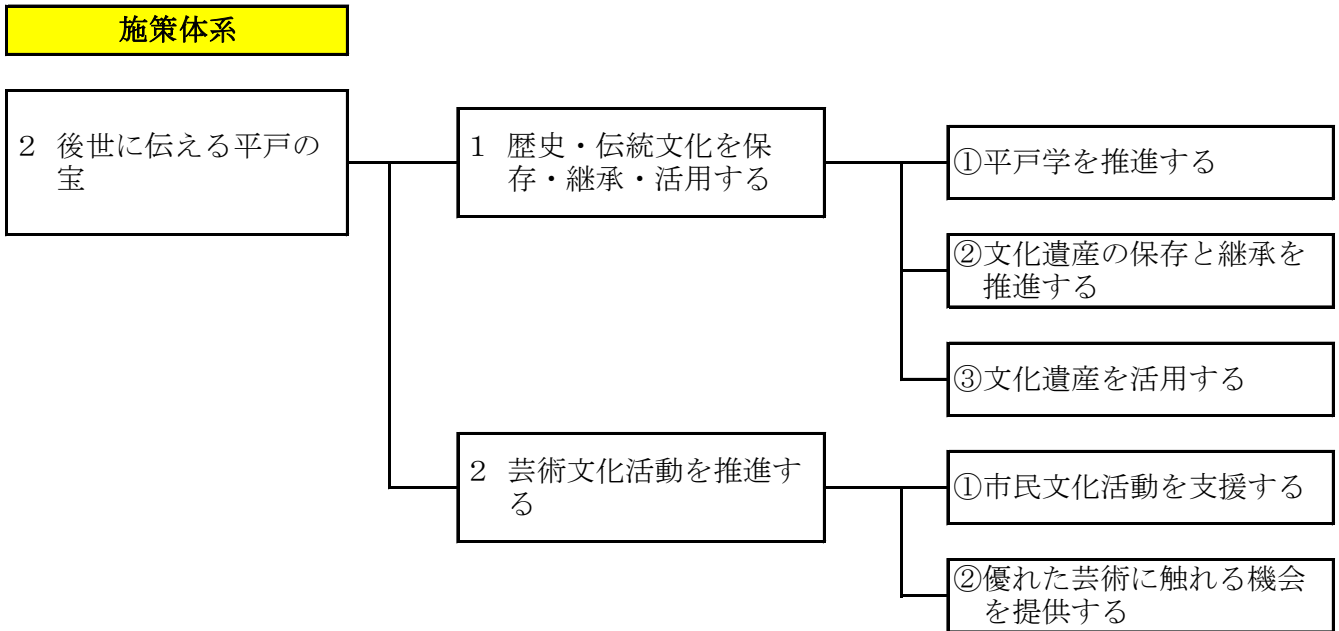 施策体系
2 後世に伝える平戸の
宝
1 歴史・伝統文化を保
存・継承・活用する
①平戸学を推進する
②文化遺産の保存と継承を
推進する
③文化遺産を活用する
2 芸術文化活動を推進す
る
①市民文化活動を支援する
②優れた芸術に触れる機会
を提供する